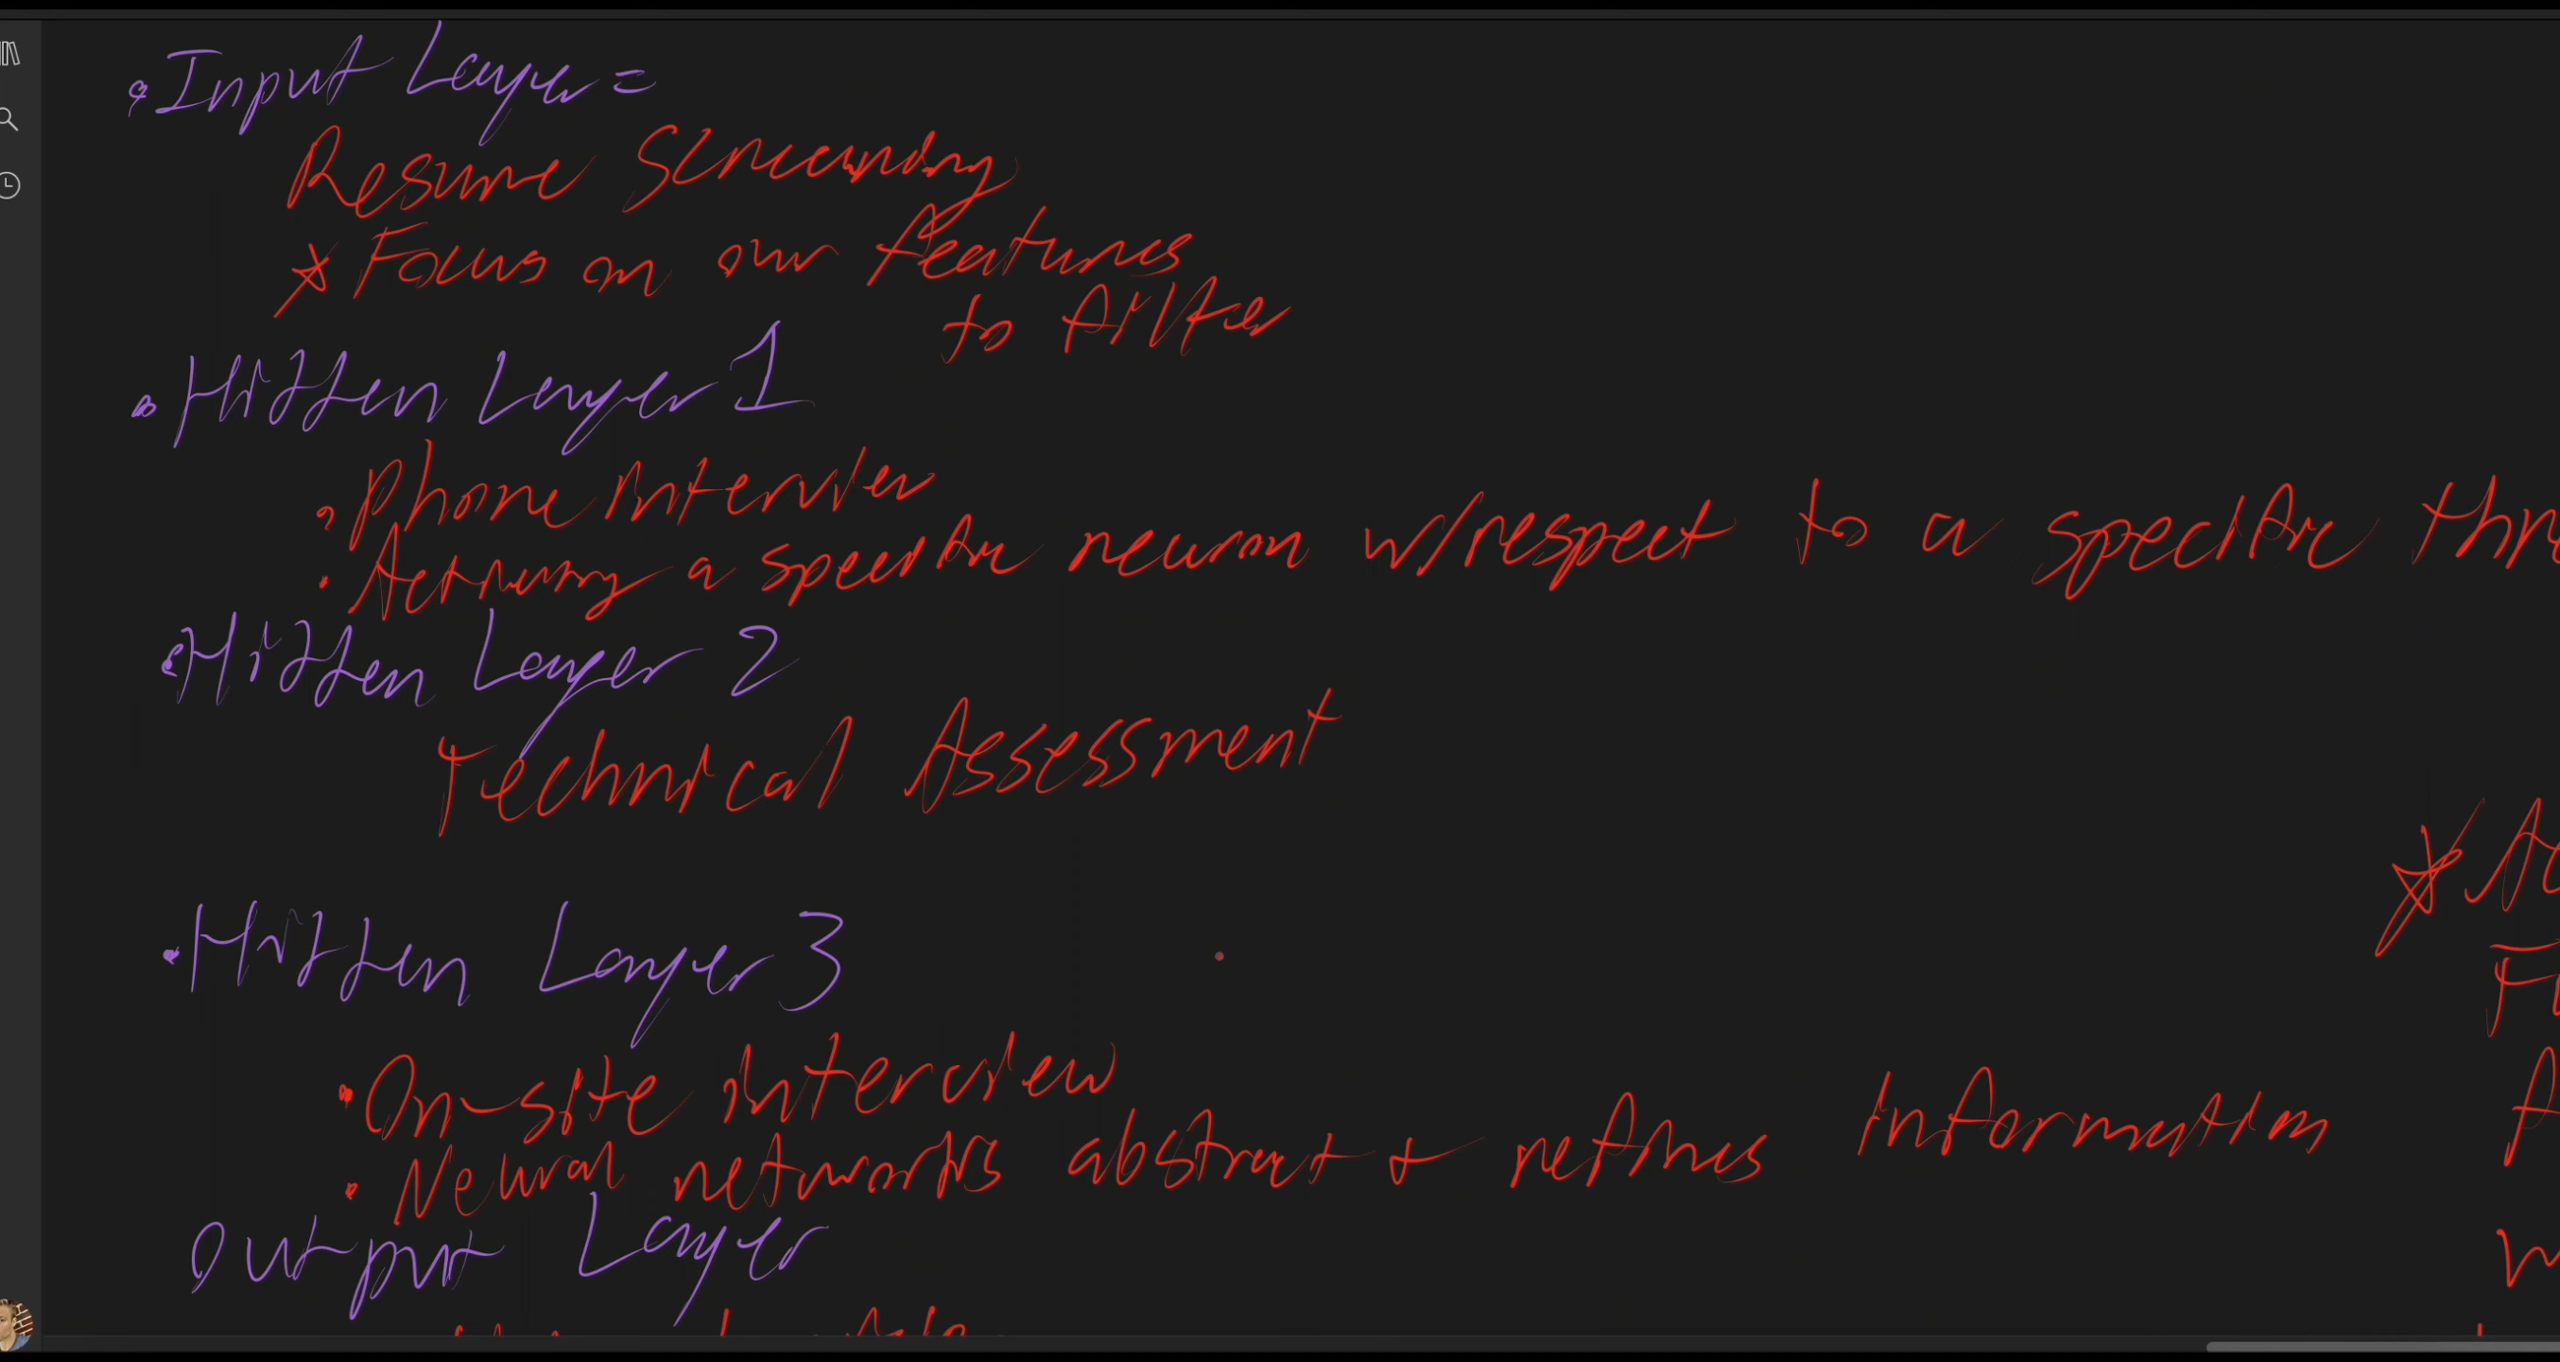 Input Layer =
Resume Screening
* Focus on our features
to filter
Hidden Layer 1
Phone Interview
a specific neuron w/respect to a specific
Hidden Layer 2
Technical Assessment
Hidden Layer 3
On-site interview
Neural networks abstract + refines information
Output Layer